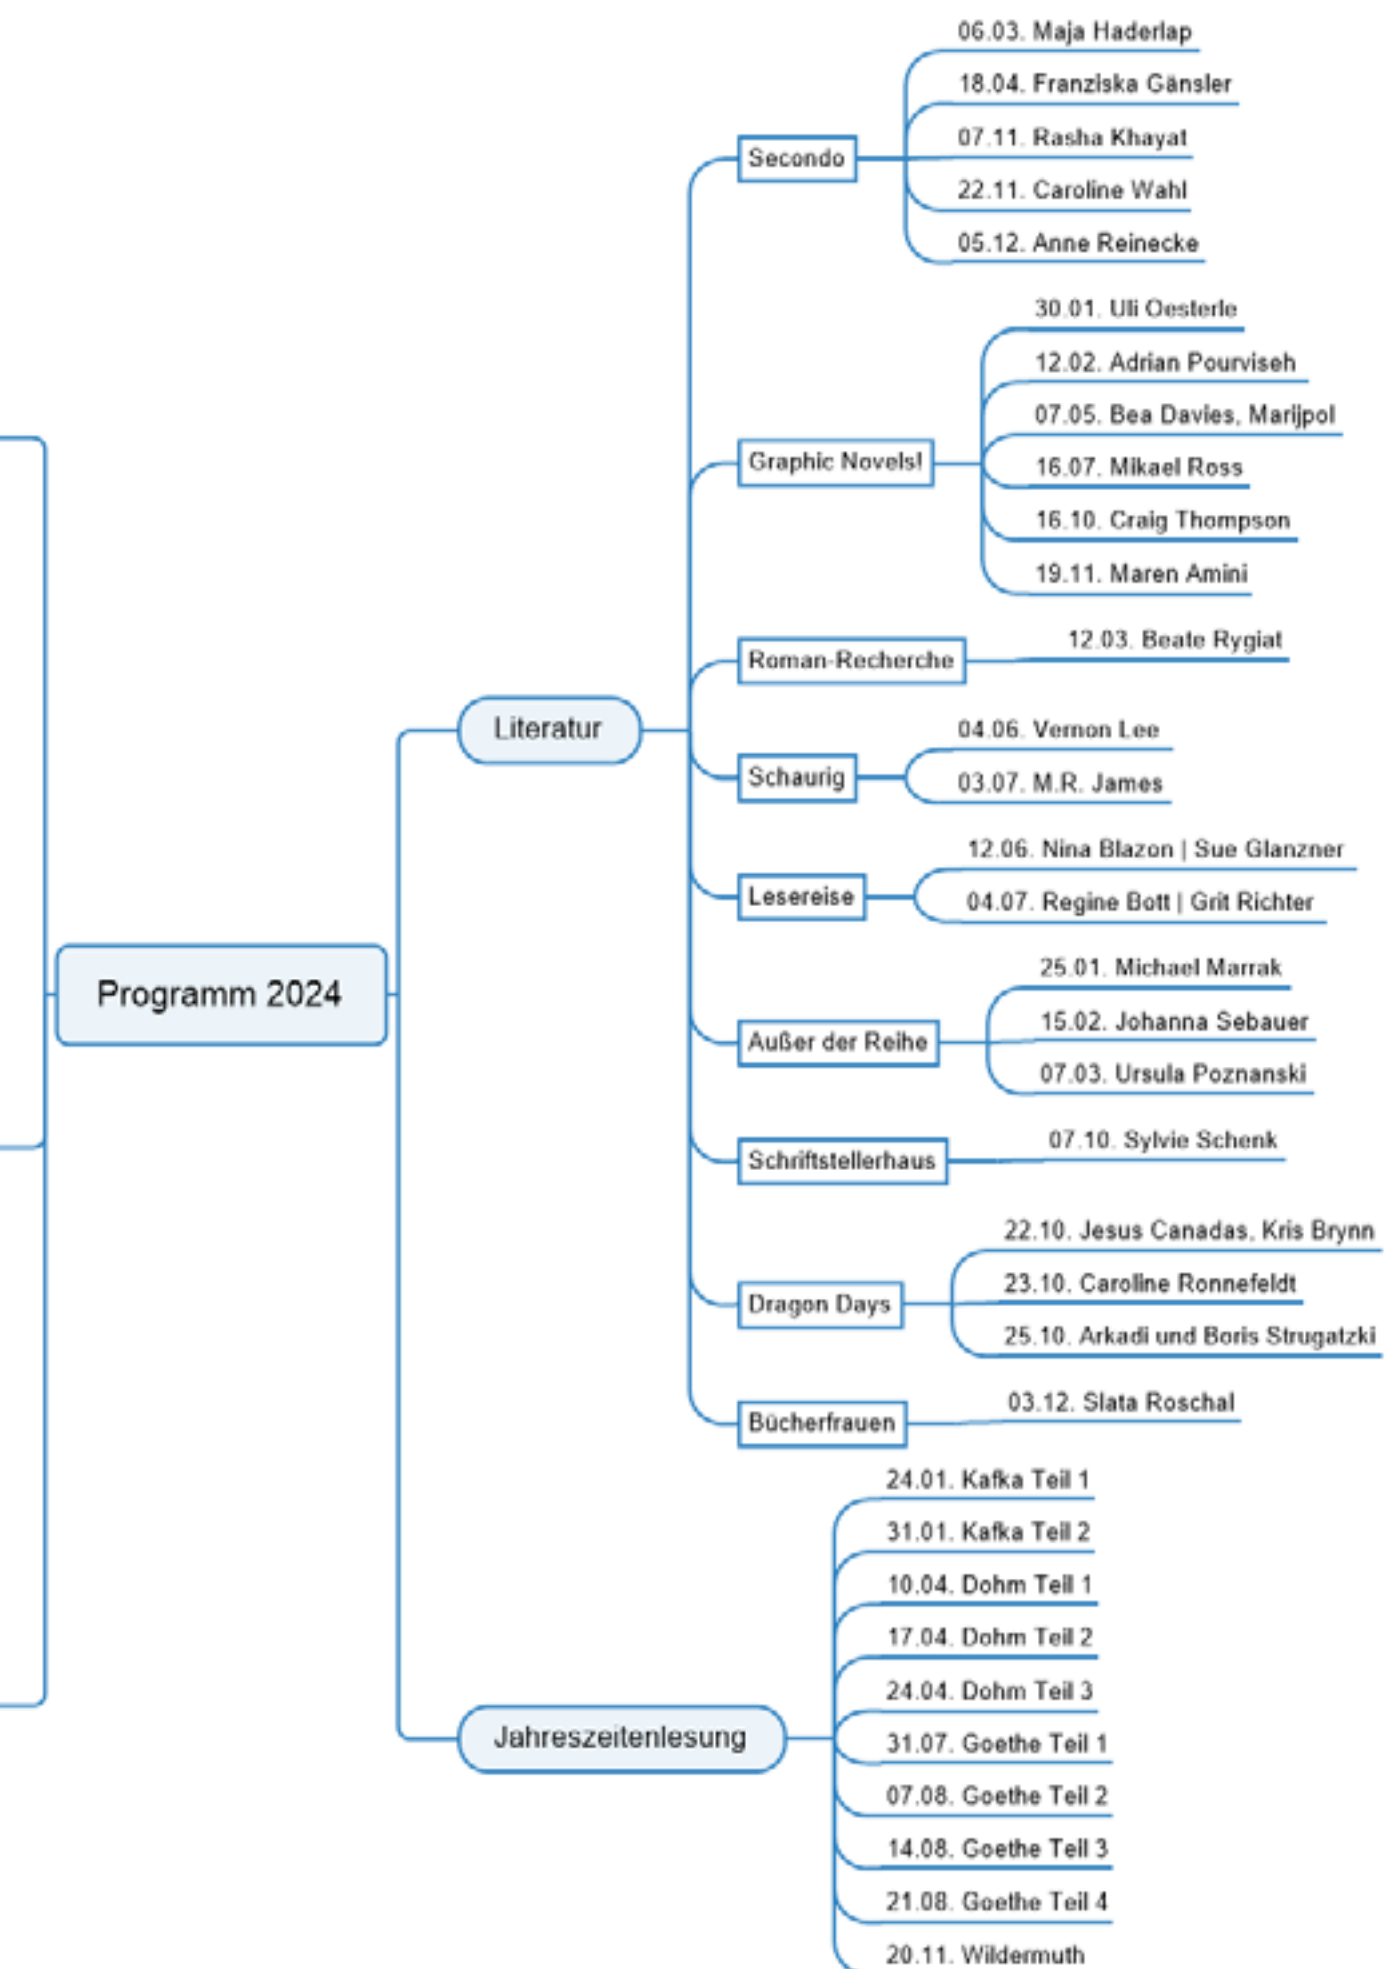 Programm 2024
Literatur
Secondo
06.03. Maja Haderlap
18.04. Franziska Gänsler
07.11. Rasha Khayat
22.11. Caroline Wahl
05.12. Anne Reinecke
Graphic Novels!
30.01. Uli Oesterle
12.02. Adrian Pourviseh
07.05. Bea Davies, Marijpol
16.07. Mikael Ross
16.10. Craig Thompson
19.11. Maren Amini
Roman-Recherche
12.03. Beate Rygiat
Schaurig
04.06. Vernon Lee
03.07. M.R. James
Lesereise
12.06. Nina Blazon | Sue Glanzner
04.07. Regine Bott | Grit Richter
Außer der Reihe
25.01. Michael Marrak
15.02. Johanna Sebauer
07.03. Ursula Poznanski
Schriftstellerhaus
07.10. Sylvie Schenk
Dragon Days
22.10. Jesus Canadas, Kris Brynn
23.10. Caroline Ronnefeldt
25.10. Arkadi und Boris Strugatzki
Bücherfrauen
03.12. Slata Roschal
Jahreszeitenlesung
24.01. Kafka Teil 1
31.01. Kafka Teil 2
10.04. Dohm Teil 1
17.04. Dohm Teil 2
24.04. Dohm Teil 3
31.07. Goethe Teil 1
07.08. Goethe Teil 2
14.08. Goethe Teil 3
21.08. Goethe Teil 4
20.11. Wildermuth